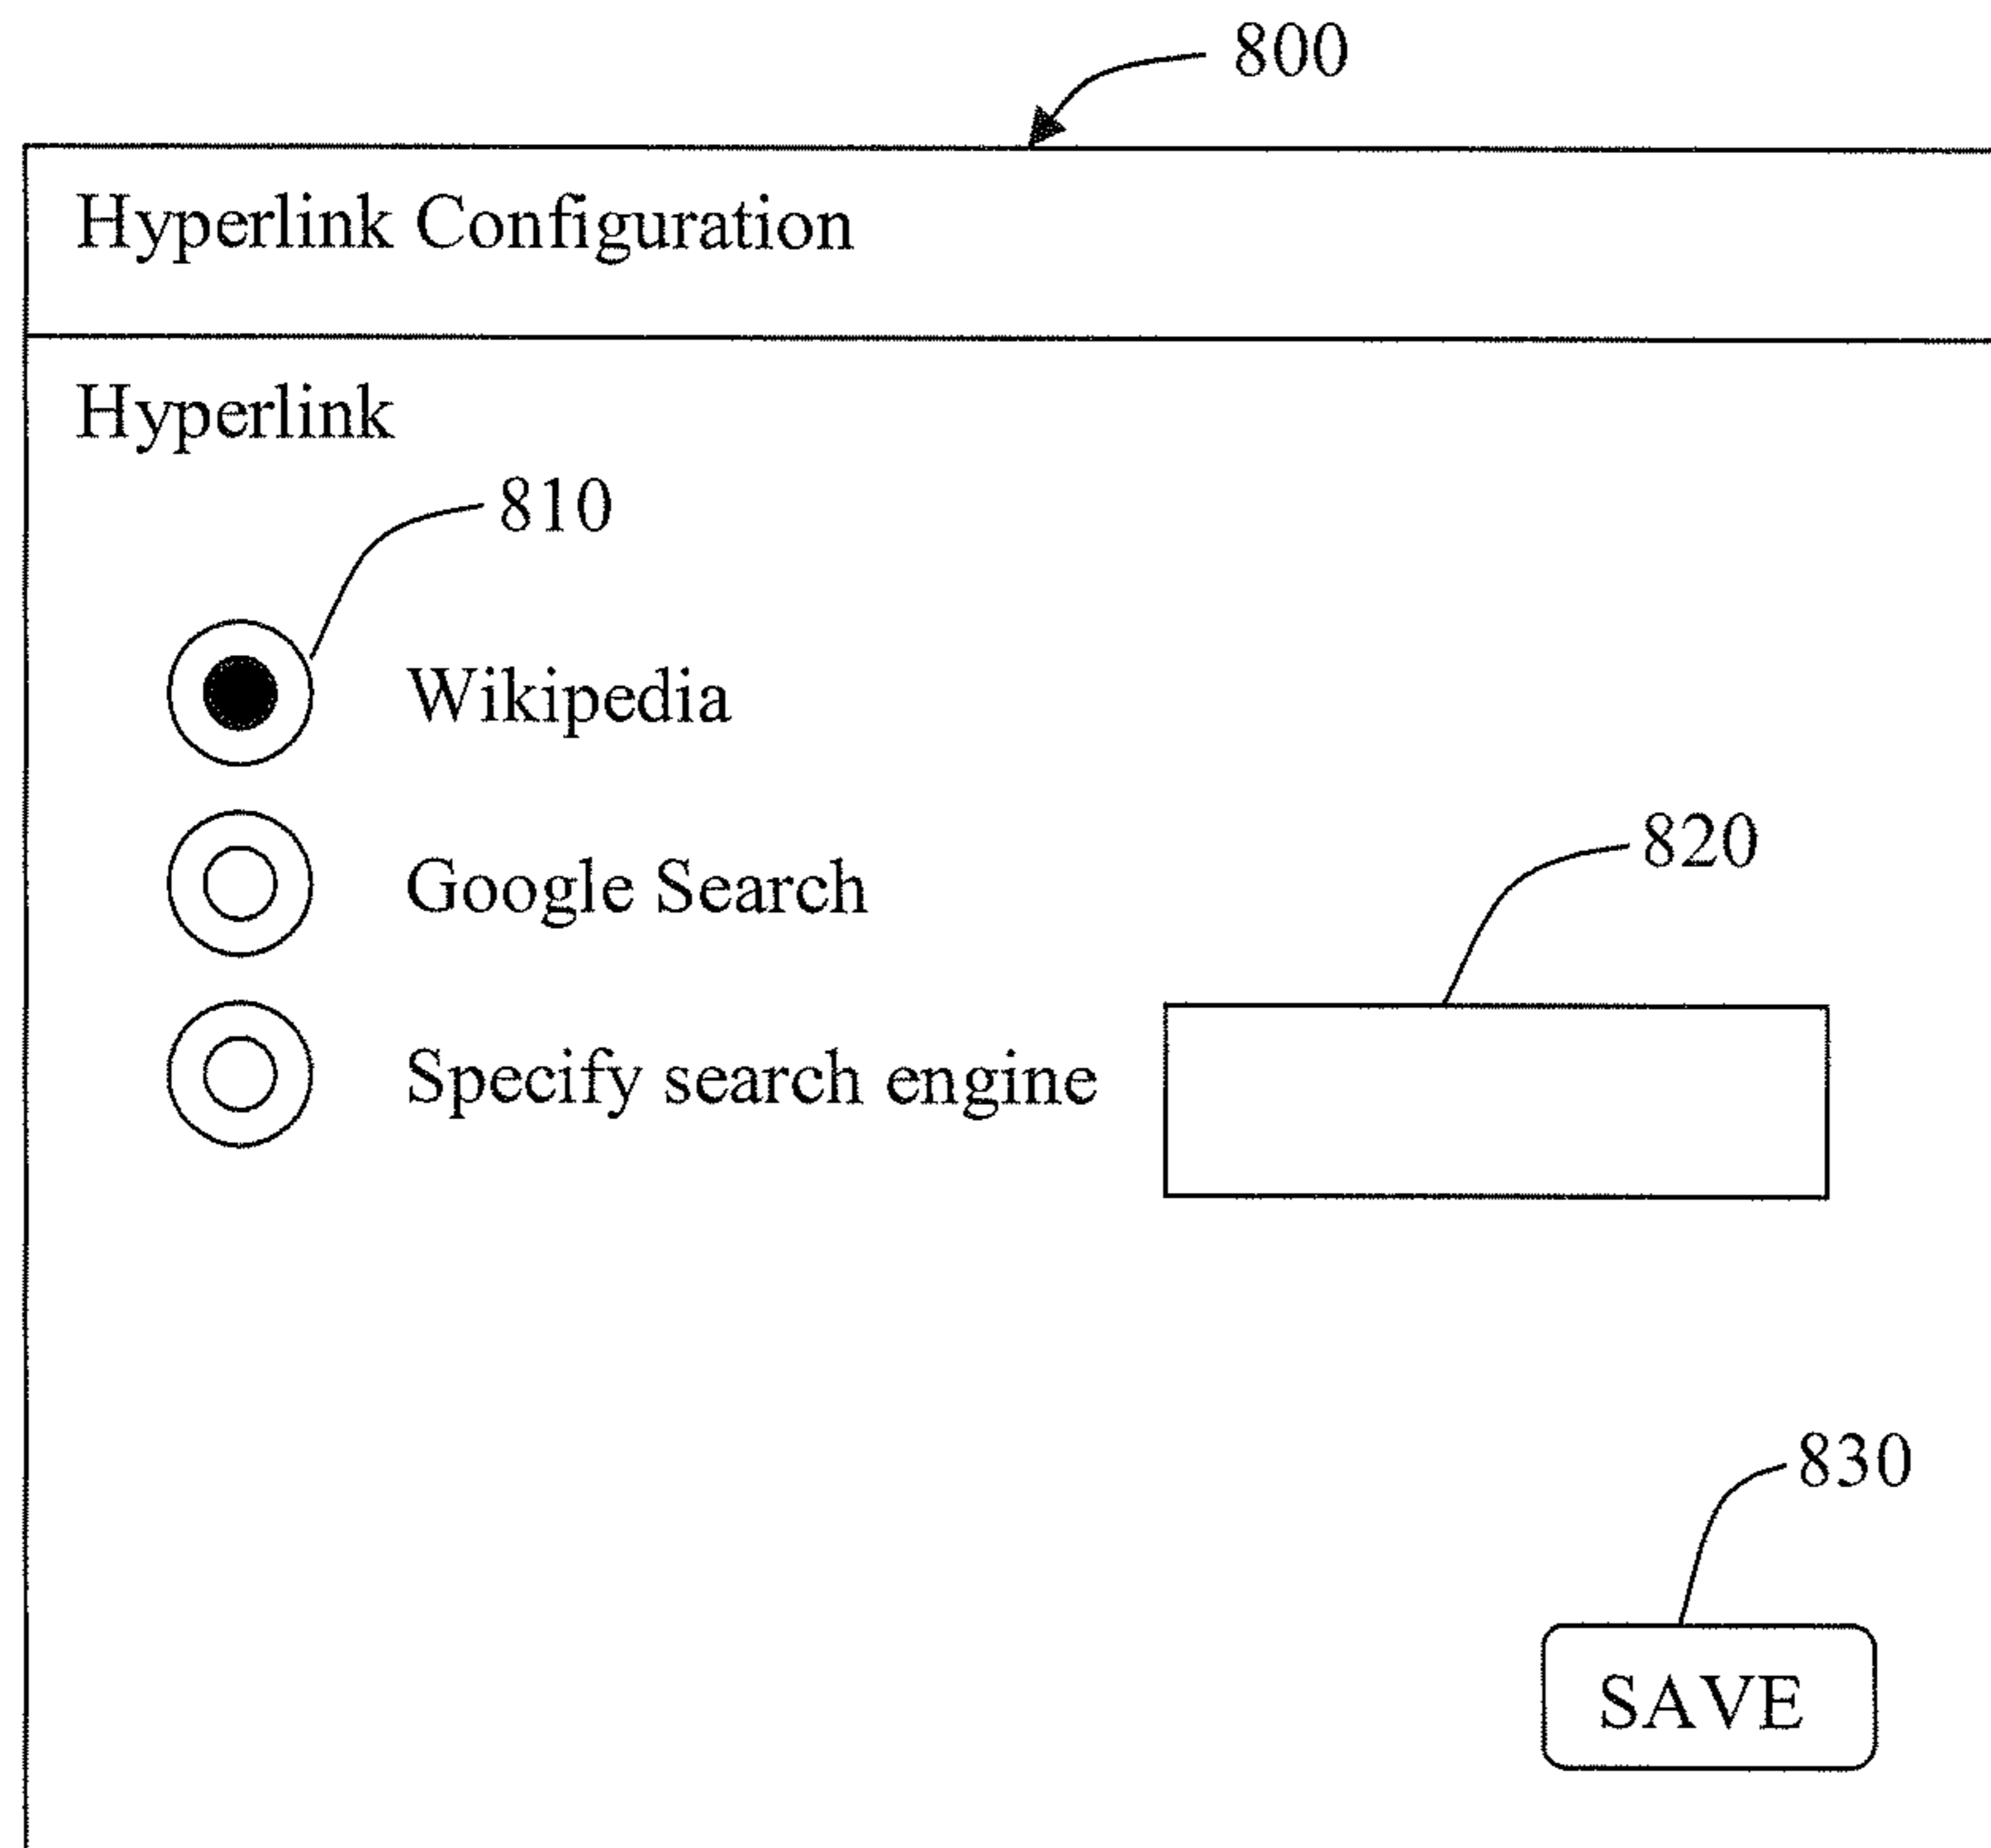 800
Hyperlink Configuration
Hyperlink
810
Wikipedia
820
Google Search
Specify search engine
830
SAVE